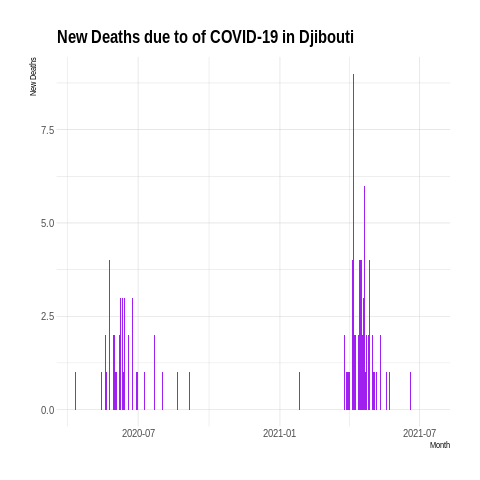 New Deaths due to of COVID-19 in Djibouti
New Deaths
7.5
5.0
2.5
0.0
2020-07
2021-01
2021-07
Month